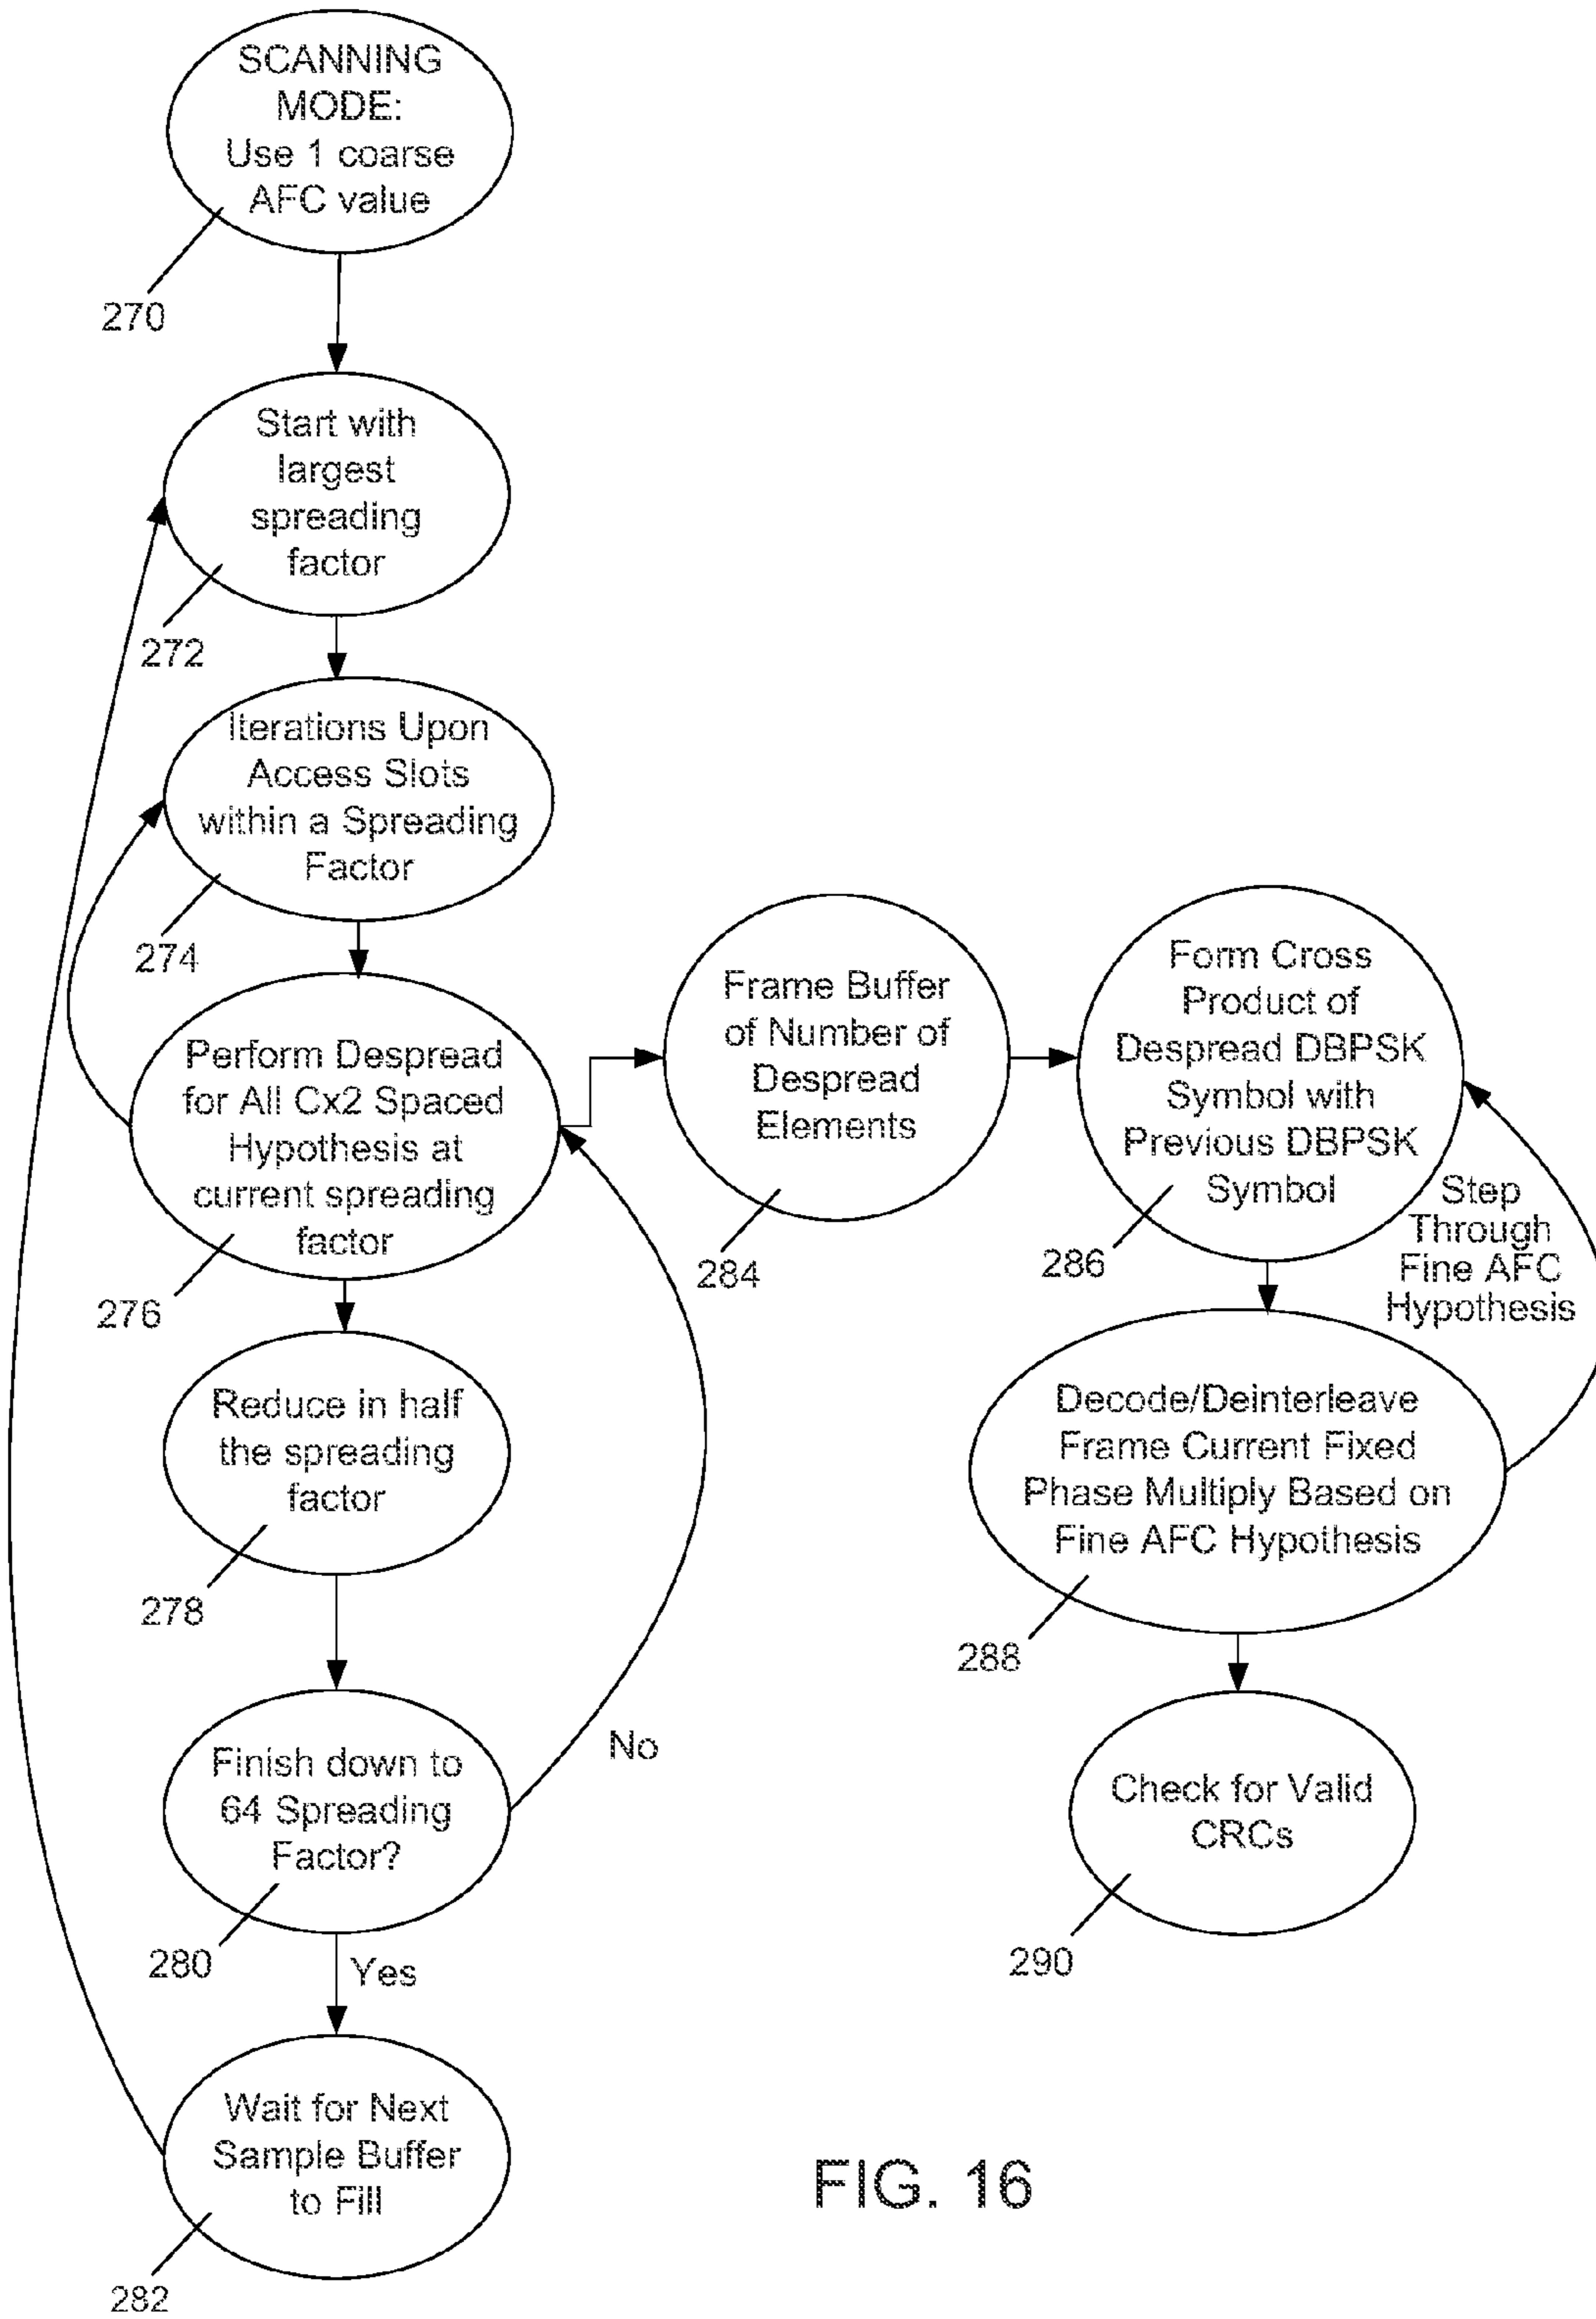 SCANNING
MODE:
Use 1 coarse
AFC value
270
Start with
largest
spreading
factor
272
Iterations Upon
Access Slots
within a Spreading
Factor
274
Perform Despread
for All Cx2 Spaced
Hypothesis at
current spreading
factor
276
Reduce in half
the spreading
factor
278
Finish down to
64 Spreading
Factor?
280
No
Yes
Wait for Next
Sample Buffer
to Fill
282
Frame Buffer
of Number of
Despread
Elements
284
Form Cross
Product of
Despread DBPSK
Symbol with
Previous DBPSK
Symbol
286
Step
Through
Fine AFC
Hypothesis
Decode/Deinterleave
Frame Current Fixed
Phase Multiply Based on
Fine AFC Hypothesis
288
Check for Valid
CRCs
290
FIG. 16